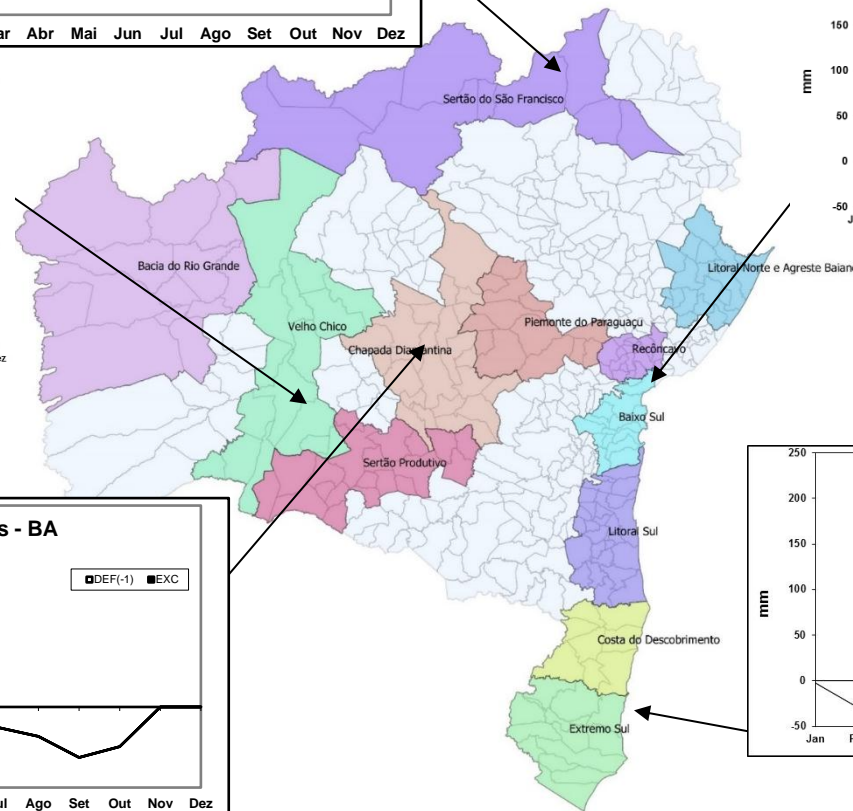 Abr Mai Jun Jul Ago Set Out Nov Dez
150
100
50
0
-50
mm
Sertão do São Francisco
Bacia do Rio Grande
Litoral Norte e Agreste Baiano
Velho Chico
Piemonte do Paraguaçu
Chapada Diamantina
Recôncavo
Baixo Sul
Sertão Produtivo
Litoral Sul
Costa do Descobrimento
Extremo Sul
s - BA
DEF(-1) EXC
Ago Set Out Nov Dez
250
200
150
100
50
0
-50
mm
Jan